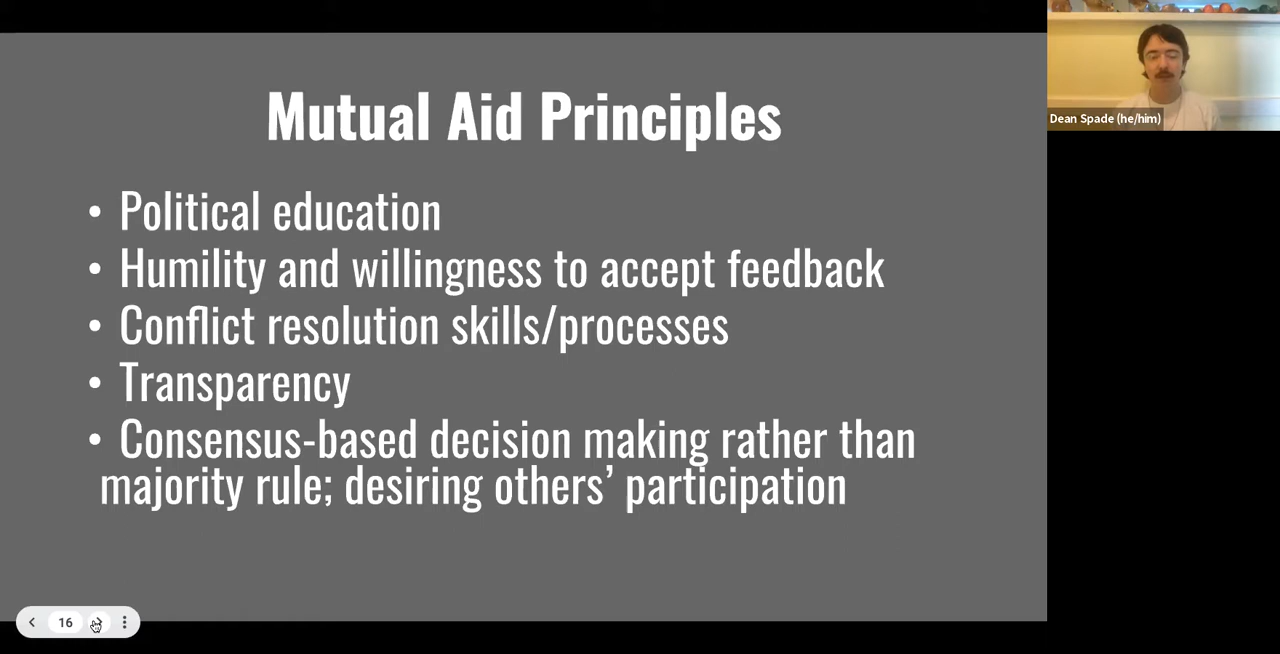 Mutual Aid Principles
• Political education
• Humility and willingness to accept feedback
• Conflict resolution skills/processes
• Transparency
• Consensus-based decision making rather than
majority rule; desiring others’ participation
Dean Spade (he/him)
16